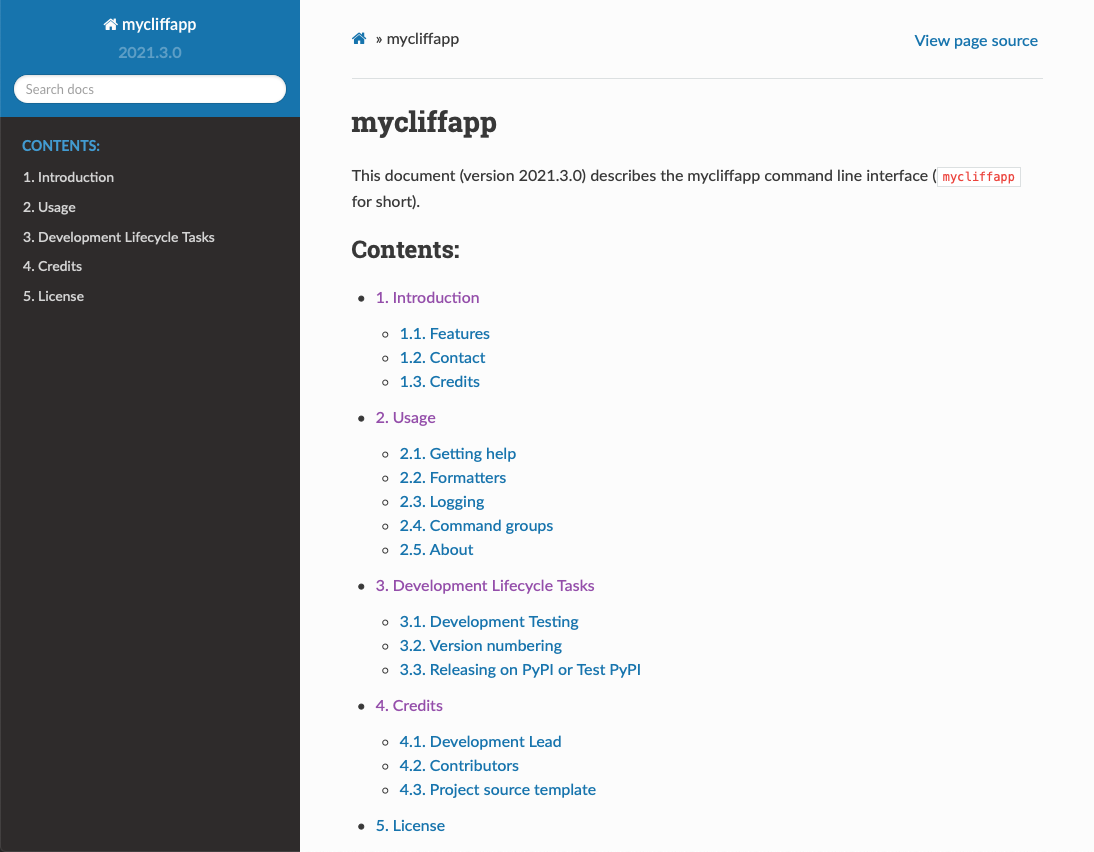 mycliffapp
2021.3.0
Search docs
CONTENTS:
1. Introduction
2. Usage
3. Development Lifecycle Tasks
4. Credits
5. License
» mycliffapp
View page source
mycliffapp
This document (version 2021.3.0) describes the mycliffapp command line interface ( mycliffapp
for short).
Contents:
• 1. Introduction
◦ 1.1. Features
◦ 1.2. Contact
◦ 1.3. Credits
• 2. Usage
◦ 2.1. Getting help
◦ 2.2. Formatters
◦ 2.3. Logging
◦ 2.4. Command groups
◦ 2.5. About
• 3. Development Lifecycle Tasks
◦ 3.1. Development Testing
◦ 3.2. Version numbering
◦ 3.3. Releasing on PyPI or Test PyPI
• 4. Credits
◦ 4.1. Development Lead
◦ 4.2. Contributors
◦ 4.3. Project source template
• 5. License